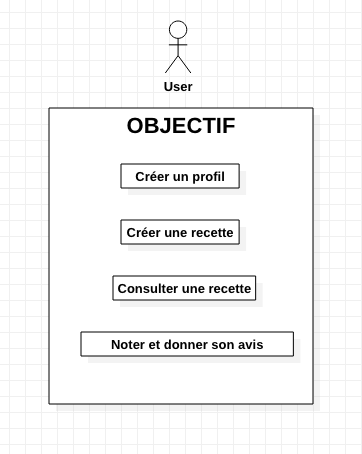 User
OBJECTIF
Créer un profil
Créer une recette
Consulter une recette
Noter et donner son avis